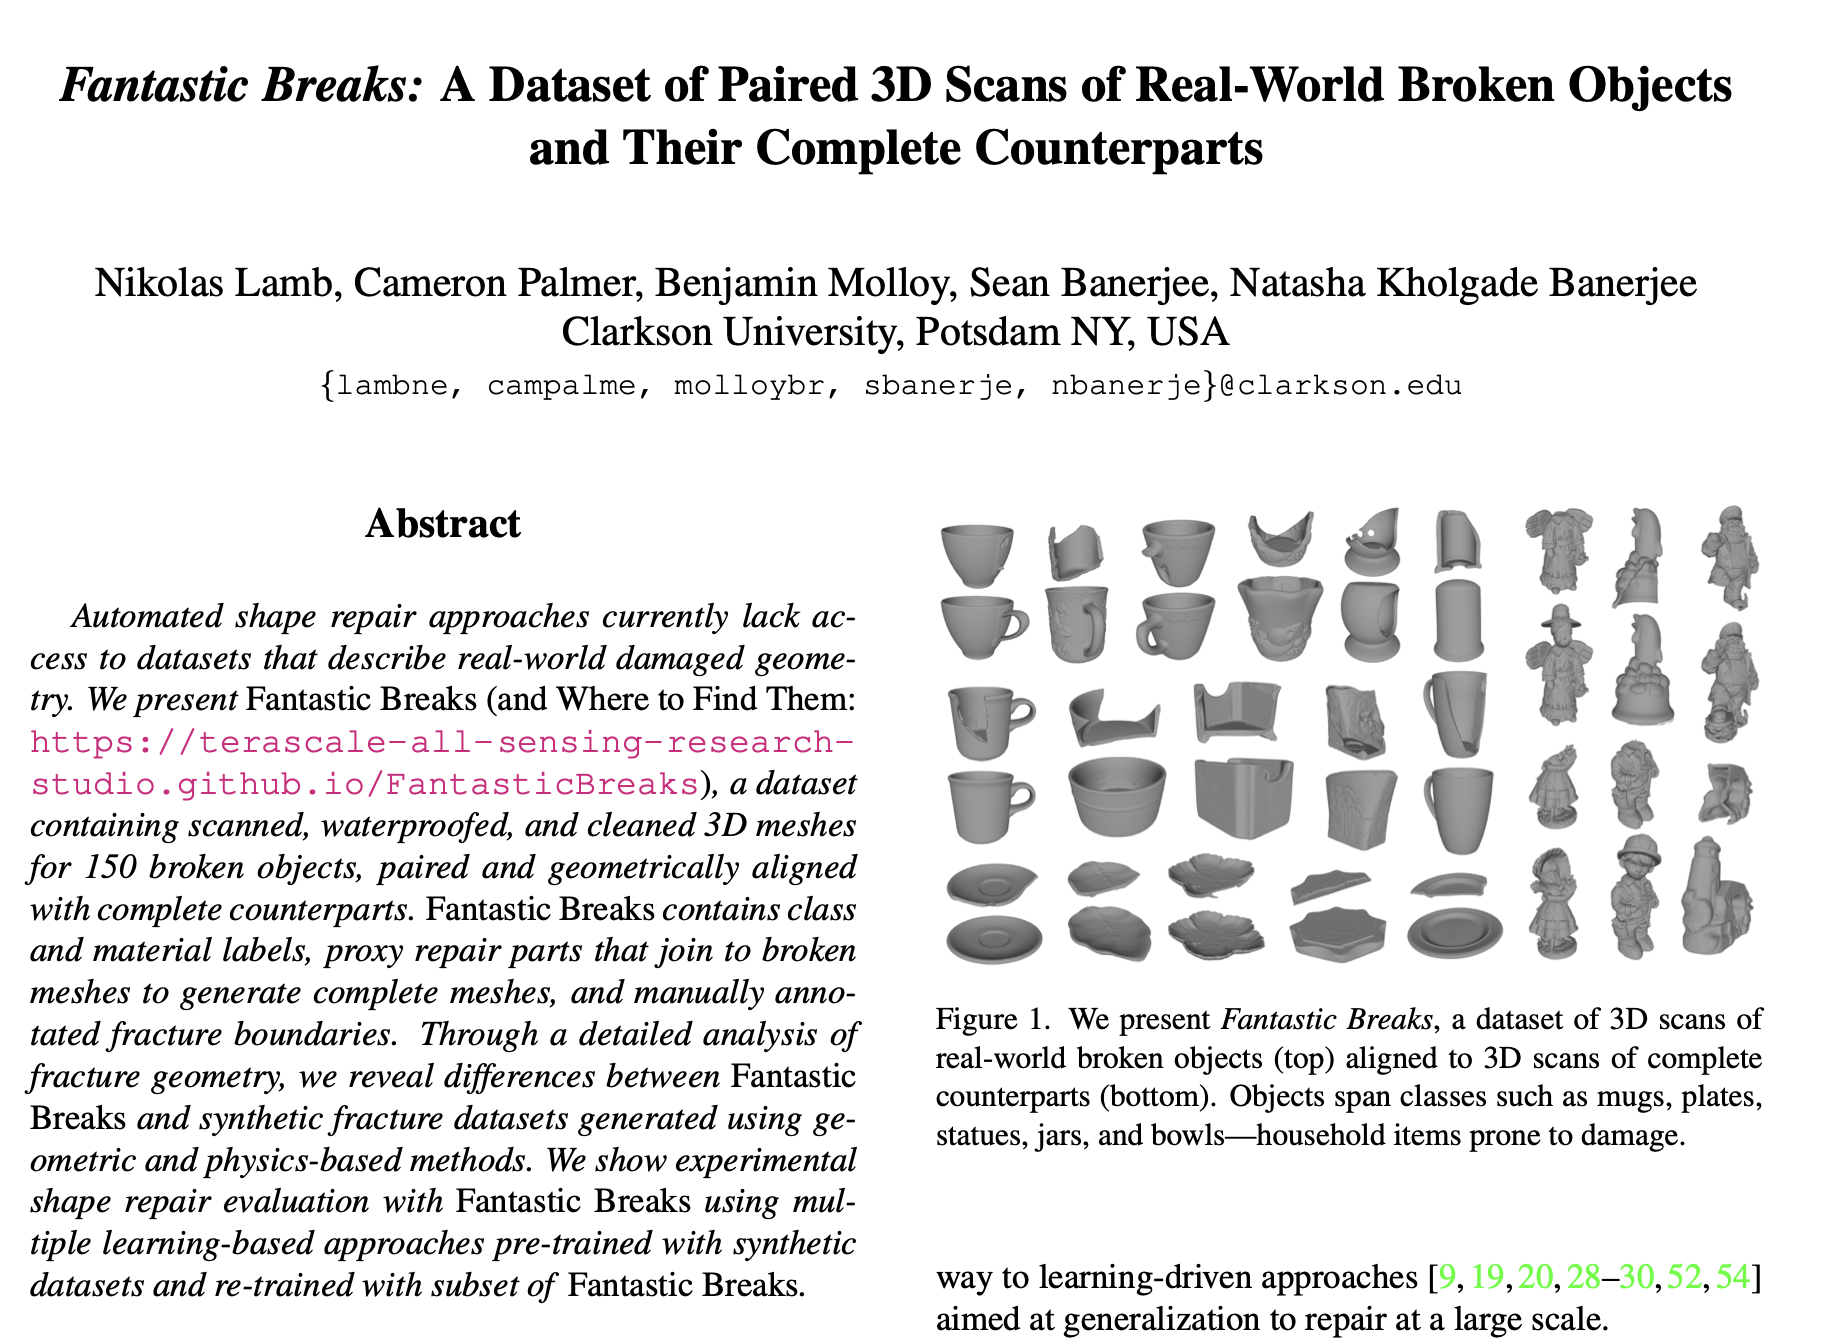 Fantastic Breaks: A Dataset of Paired 3D Scans of Real-World Broken Objects
and Their Complete Counterparts
Nikolas Lamb, Cameron Palmer, Benjamin Molloy, Sean Banerjee, Natasha Kholgade Banerjee
Clarkson University, Potsdam NY, USA
{lambne, campalme, molloybr, sbanerje, nbanerje}@clarkson.edu
Abstract
Automated shape repair approaches currently lack ac-
cess to datasets that describe real-world damaged geome-
try. We present Fantastic Breaks (and Where to Find Them:
https://terascale-all-sensing-research-
studio.github.io/FantasticBreaks), a dataset
containing scanned, waterproofed, and cleaned 3D meshes
for 150 broken objects, paired and geometrically aligned
with complete counterparts. Fantastic Breaks contains class
and material labels, proxy repair parts that join to broken
meshes to generate complete meshes, and manually anno-
tated fracture boundaries. Through a detailed analysis of
fracture geometry, we reveal differences between Fantastic
Breaks and synthetic fracture datasets generated using ge-
ometric and physics-based methods. We show experimental
shape repair evaluation with Fantastic Breaks using mul-
tiple learning-based approaches pre-trained with synthetic
datasets and re-trained with subset of Fantastic Breaks.
Figure 1. We present Fantastic Breaks, a dataset of 3D scans of
real-world broken objects (top) aligned to 3D scans of complete
counterparts (bottom). Objects span classes such as mugs, plates,
statues, jars, and bowls—household items prone to damage.
way to learning-driven approaches [9, 19, 20, 28–30, 52, 54]
aimed at generalization to repair at a large scale.